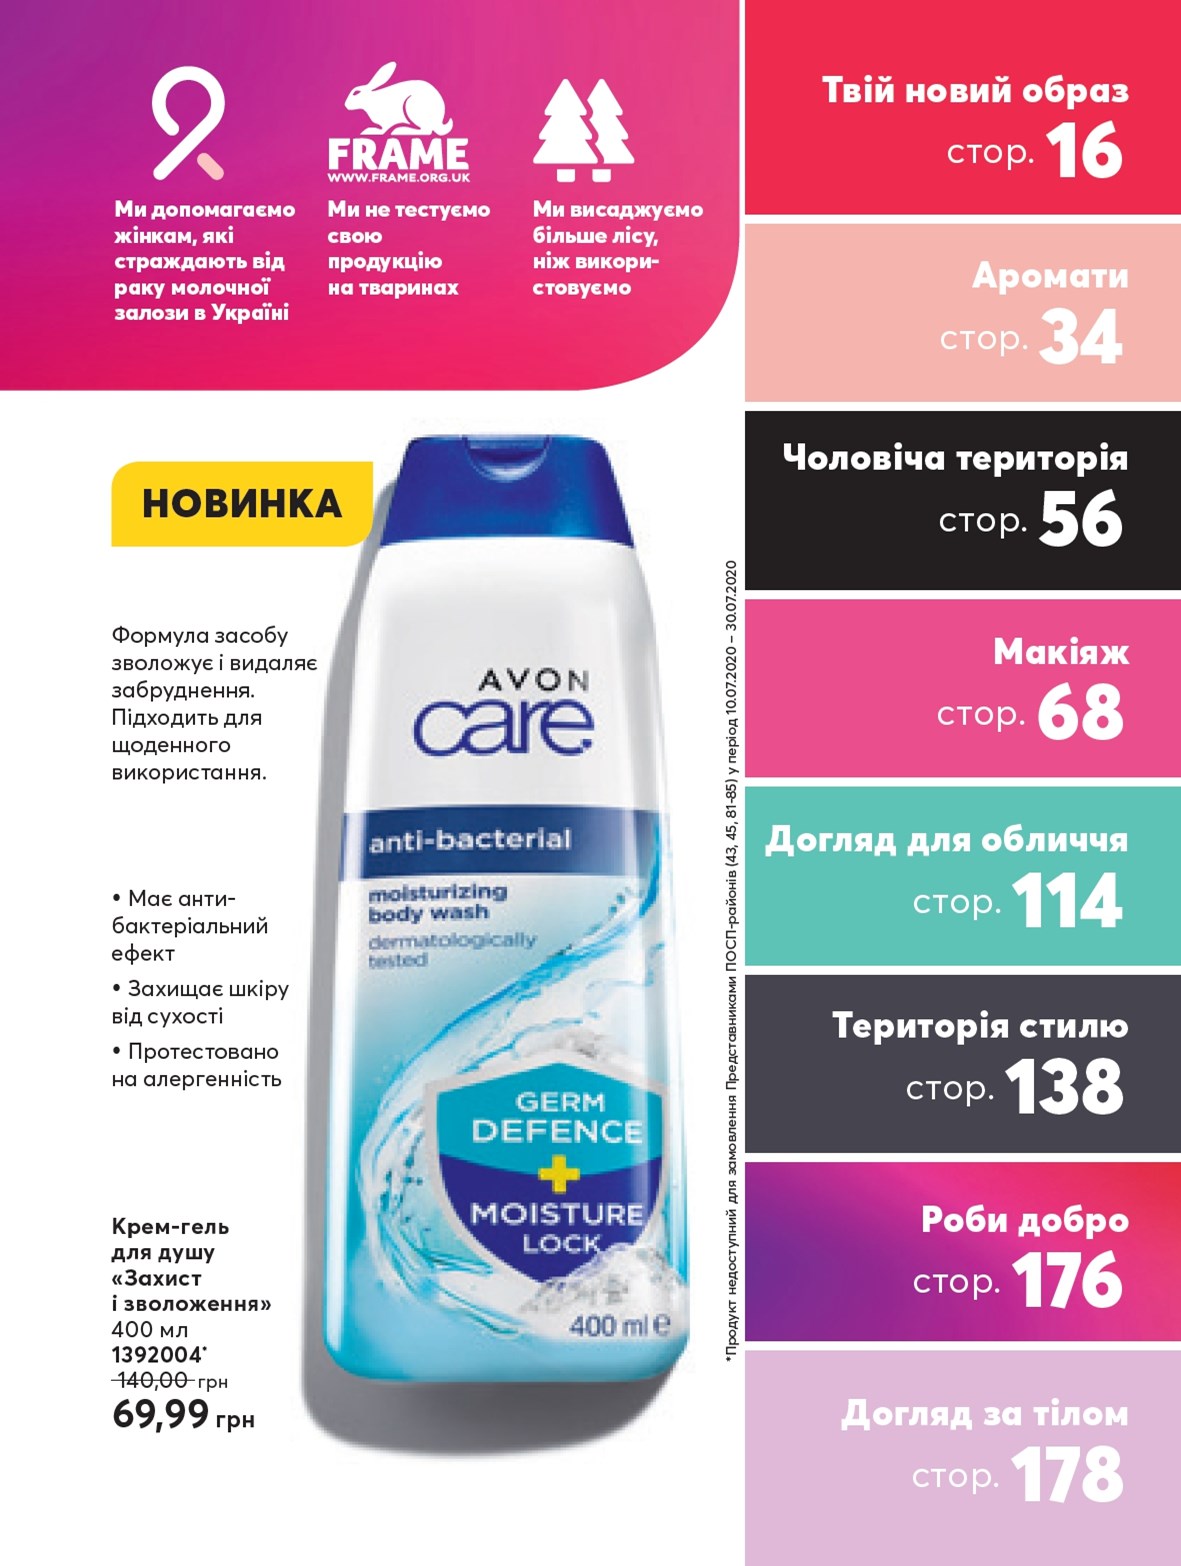 FRAME
WWW.FRAME.ORG.UK
Ми допомагаємо
жінкам, які
страждають від
раку молочної
залози в Україні
Ми не тестуємо
свою
продукцію
на тваринах
Ми висаджуємо
більше лісу,
ніж викори-
стовуємо
НОВИНКА
Формула засобу
зволожує і видаляє
забруднення.
Підходить для
щоденного
використання.
• Має анти-
бактеріальний
ефект
• Захищає шкіру
від сухості
• Протестовано
на алергенність
Крем-гель
для душу
«Захист
і зволоження»
400 мл
1392004*
140,00 грн
69,99 грн
AVON
care
anti-bacterial
moisturizing
body wash
dermatologically
tested
GERM
DEFENCE
+
MOISTURE
LOCK
400 ml e
*Продукт недоступний для замовлення Представниками ПОСП-районів (43, 45, 81-85) у період 10.07.2020 – 30.07.2020
Твій новий образ
стор. 16
Аромати
стор. 34
Чоловіча територія
стор. 56
Макіяж
стор. 68
Догляд для обличчя
стор. 114
Територія стилю
стор. 138
Роби добро
стор. 176
Догляд за тілом
стор. 178